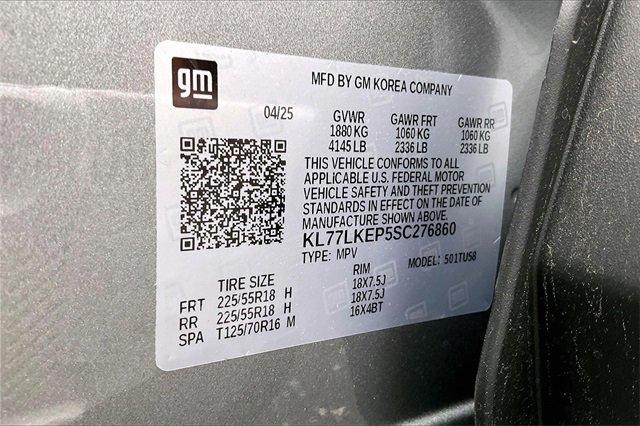 gm
MFD BY GM KOREA COMPANY
04/25 GVWR GAWR FRT GAWR RR
1880 KG 1060 KG 1060 KG
4145 LB 2336 LB 2336 LB
THIS VEHICLE CONFORMS TO ALL
APPLICABLE U.S. FEDERAL MOTOR
VEHICLE SAFETY AND THEFT PREVENTION
STANDARDS IN EFFECT ON THE DATE OF
MANUFACTURE SHOWN ABOVE.
KL77LKEP5SC276860
TYPE: MPV MODEL: 501TU58
TIRE SIZE RIM
FRT 225/55R18 H 18X7.5J
RR 225/55R18 H 18X7.5J
SPA T125/70R16 M 16X4BT